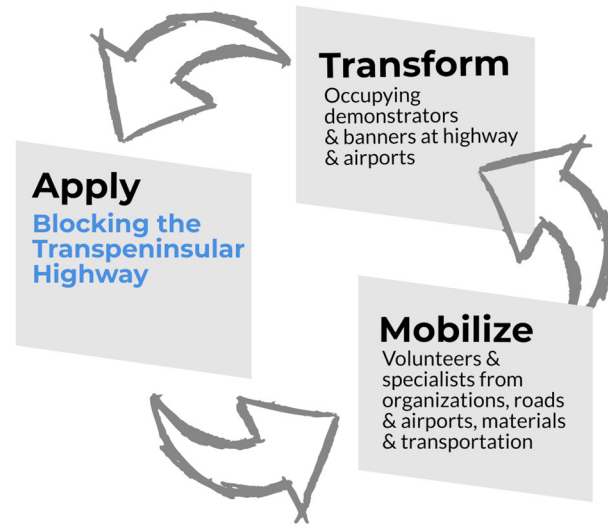 Transform
Occupying
demonstrators
& banners at highway
& airports
Apply
Blocking the
Transpeninsular
Highway
Mobilize
Volunteers &
specialists from
organizations, roads
& airports, materials
& transportation